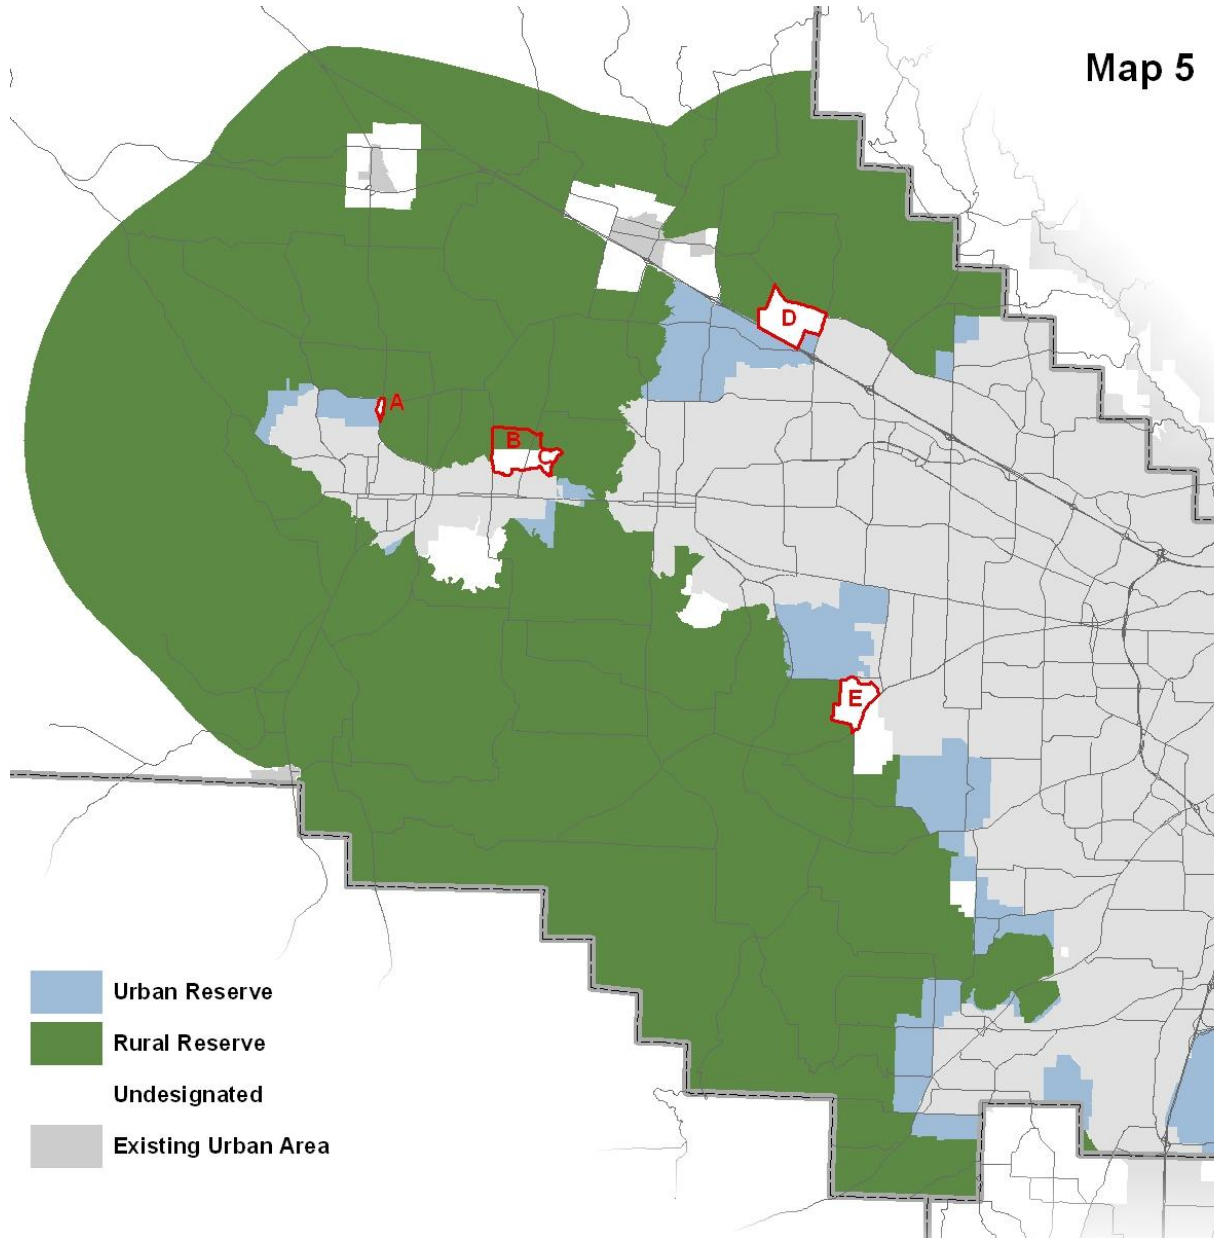 Map 5
D
A
B
C
E
Urban Reserve
Rural Reserve
Undesignated
Existing Urban Area